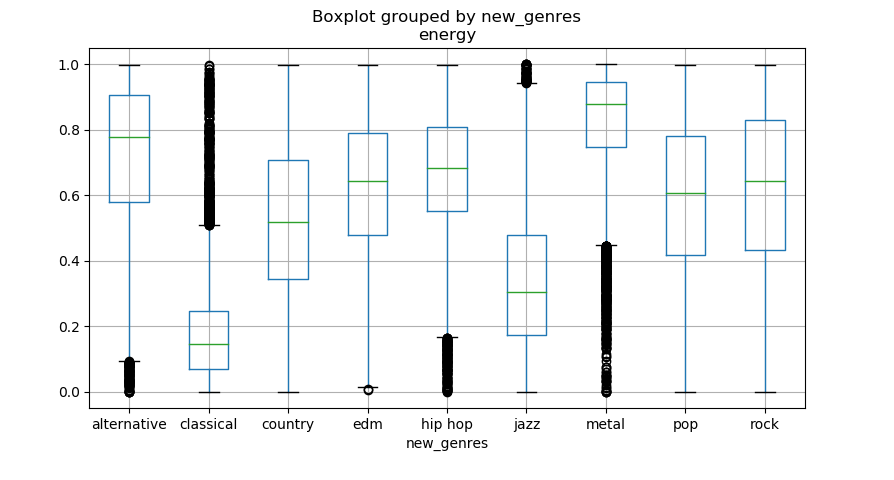 Boxplot grouped by new_genres
energy
1.0
0.8
0.6
0.4
0.2
0.0
alternative classical country edm hip hop jazz metal pop rock
new_genres